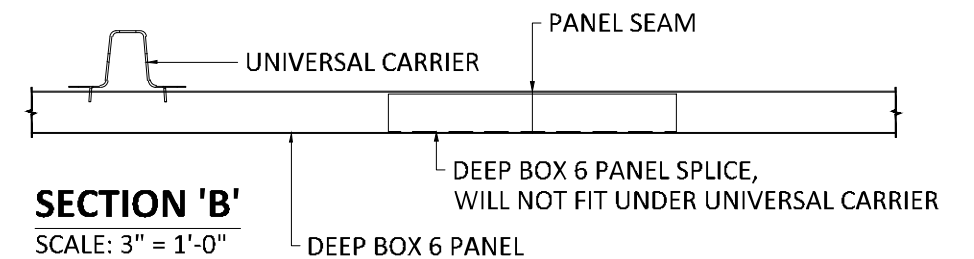 PANEL SEAM
UNIVERSAL CARRIER
DEEP BOX 6 PANEL SPLICE,
WILL NOT FIT UNDER UNIVERSAL CARRIER
SECTION 'B'
SCALE: 3" = 1'-0"
DEEP BOX 6 PANEL